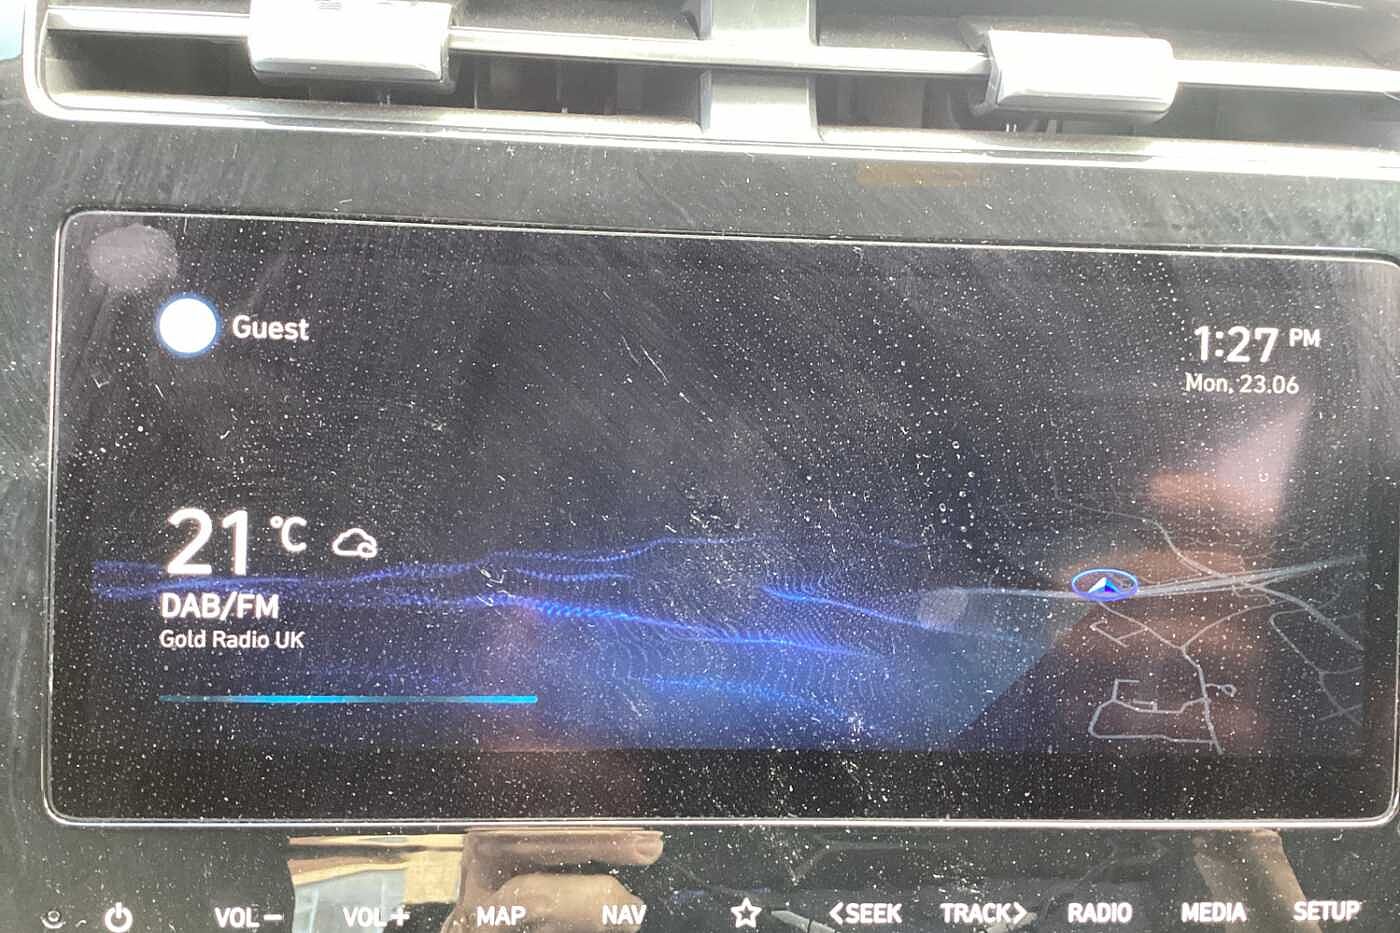 Guest
1:27 PM
Mon, 23.06
21 °C
DAB/FM
Gold Radio UK
VOL− VOL+ MAP NAV <SEEK TRACK> RADIO MEDIA SETUP